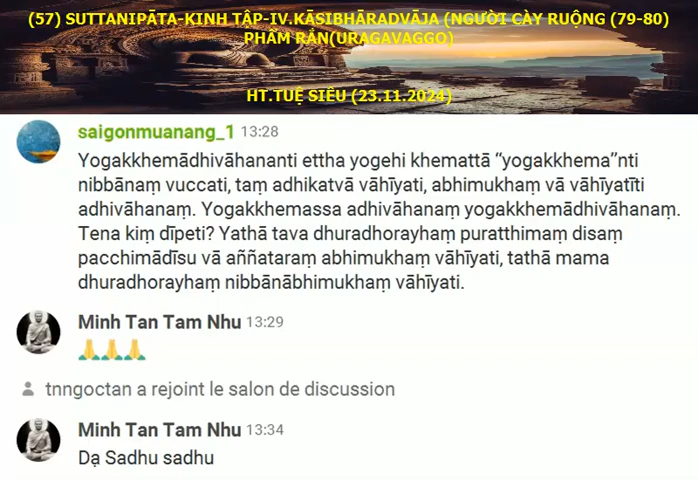 (57) SUTTANIPĀTA-KINH TẬP-IV.KĀSIBHĀRADVĀJA (NGƯỜI CÀY RUỘNG (79-80)
PHẨM RẮN(URAGAVAGGO)
HT.TUỆ SIÊU (23.11.2024)
saigonmuanang_1 13:28
Yogakkhemādhivāhananti ettha yogehi khemattā “yogakkhema”nti
nibbānaṃ vuccati, taṃ adhikatvā vāhīyati, abhimukhaṃ vā vāhīyatīti
adhivāhanaṃ. Yogakkhemassa adhivāhanaṃ yogakkhemādhivāhanaṃ.
Tena kiṃ dīpeti? Yathā tava dhuradhorayhaṃ puratthimaṃ disaṃ
pacchimādīsu vā aññataraṃ abhimukhaṃ vāhīyati, tathā mama
dhuradhorayhaṃ nibbānābhimukhaṃ vāhīyati.
Minh Tan Tam Nhu 13:29
🙏🙏🙏
tnngoctan a rejoint le salon de discussion
Minh Tan Tam Nhu 13:34
Dạ Sadhu sadhu